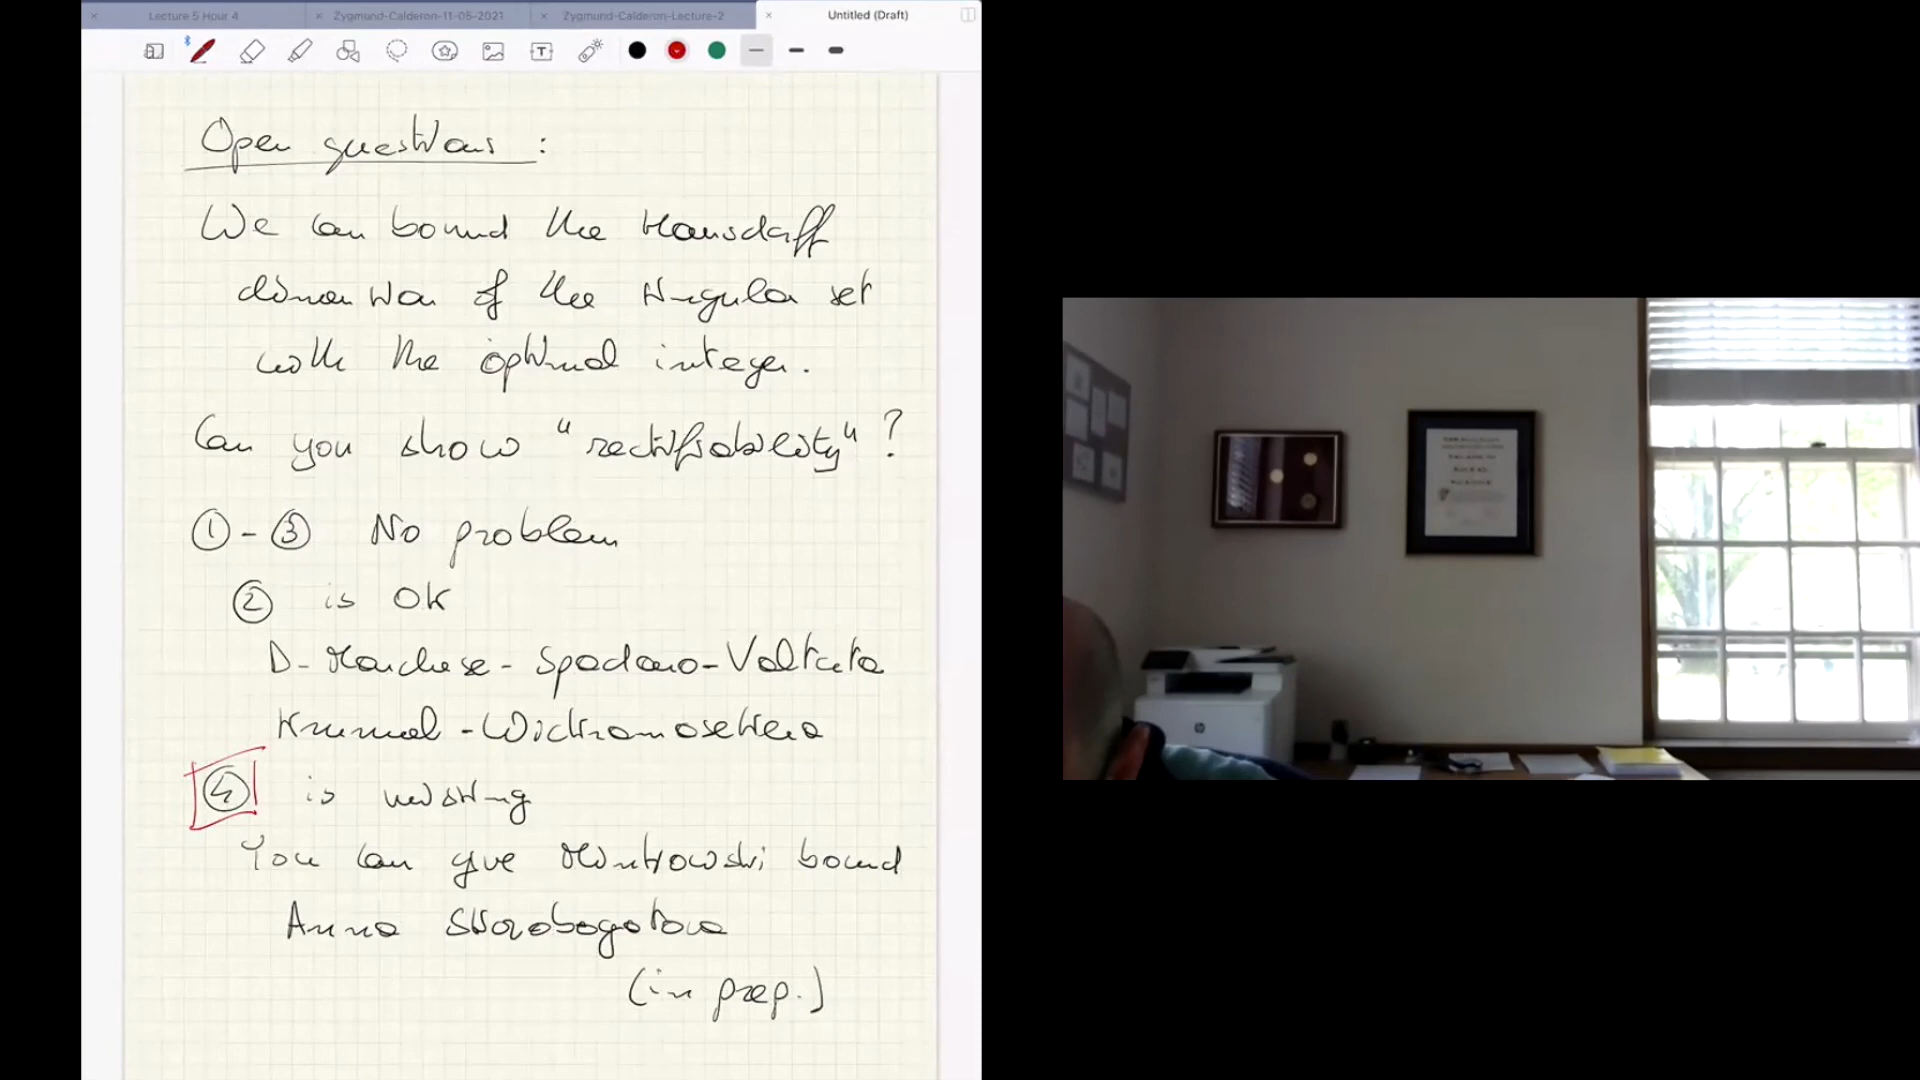 Lecture 5 Hour 4
Zygmund-Calderon-11-05-2021
Zygmund-Calderon-Lecture-2
Untitled (Draft)
Open questions :
We can bound the Hausdorff
dimension of the singular set
with the optimal integer.
Can you show "rectifiability" ?
① - ③ No problem
② is OK
D - Marchese - Spadaro - Valtorta
Krummel - Wickramasekera
④ is missing
You can give Minkowski bound
Anna Skorobogatova
(in prep.)
hp